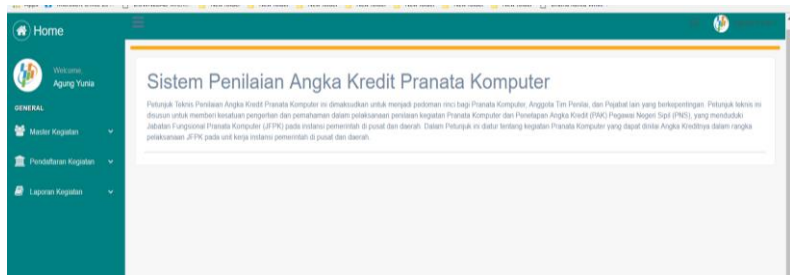 Home
Welcome,
Agung Yunia
GENERAL
Master Kegiatan
Pendaftaran Kegiatan
Laporan Kegiatan
Sistem Penilaian Angka Kredit Pranata Komputer
Petunjuk Teknis Penilaian Angka Kredit Pranata Komputer ini dimaksudkan untuk menjadi pedoman rinci bagi Pranata Komputer, Anggota Tim Penilai, dan Pejabat lain yang berkepentingan. Petunjuk teknis ini
disusun untuk memberi kesatuan pengertian dan pemahaman dalam pelaksanaan penilaian kegiatan Pranata Komputer dan Penetapan Angka Kredit (PAK) Pegawai Negeri Sipil (PNS), yang menduduki
Jabatan Fungsional Pranata Komputer (JFPK) pada instansi pemerintah di pusat dan daerah. Dalam Petunjuk ini diatur tentang kegiatan Pranata Komputer yang dapat dinilai Angka Kreditnya dalam rangka
pelaksanaan JFPK pada unit kerja instansi pemerintah di pusat dan daerah.